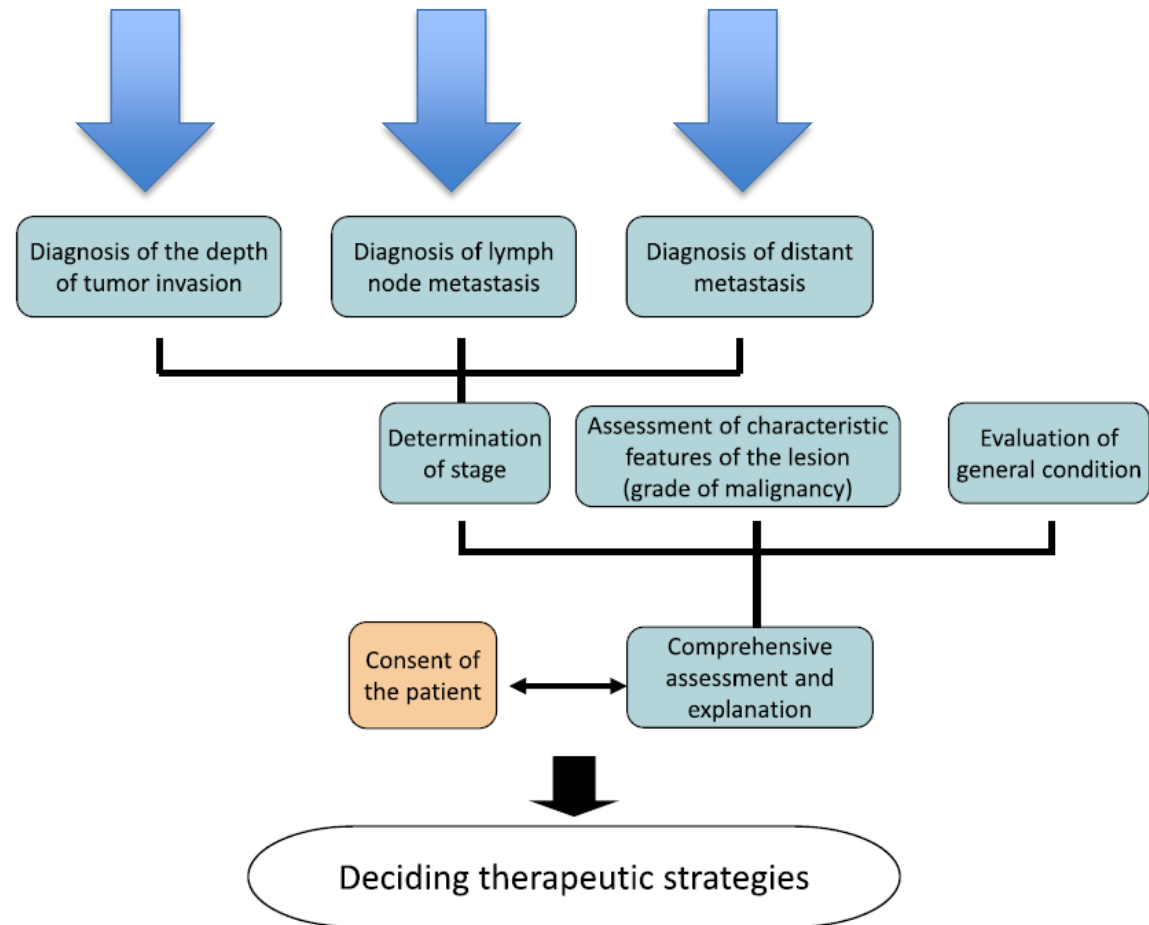 Diagnosis of the depth
of tumor invasion
Diagnosis of lymph
node metastasis
Diagnosis of distant
metastasis
Determination
of stage
Assessment of characteristic
features of the lesion
(grade of malignancy)
Evaluation of
general condition
Consent of
the patient
Comprehensive
assessment and
explanation
Deciding therapeutic strategies